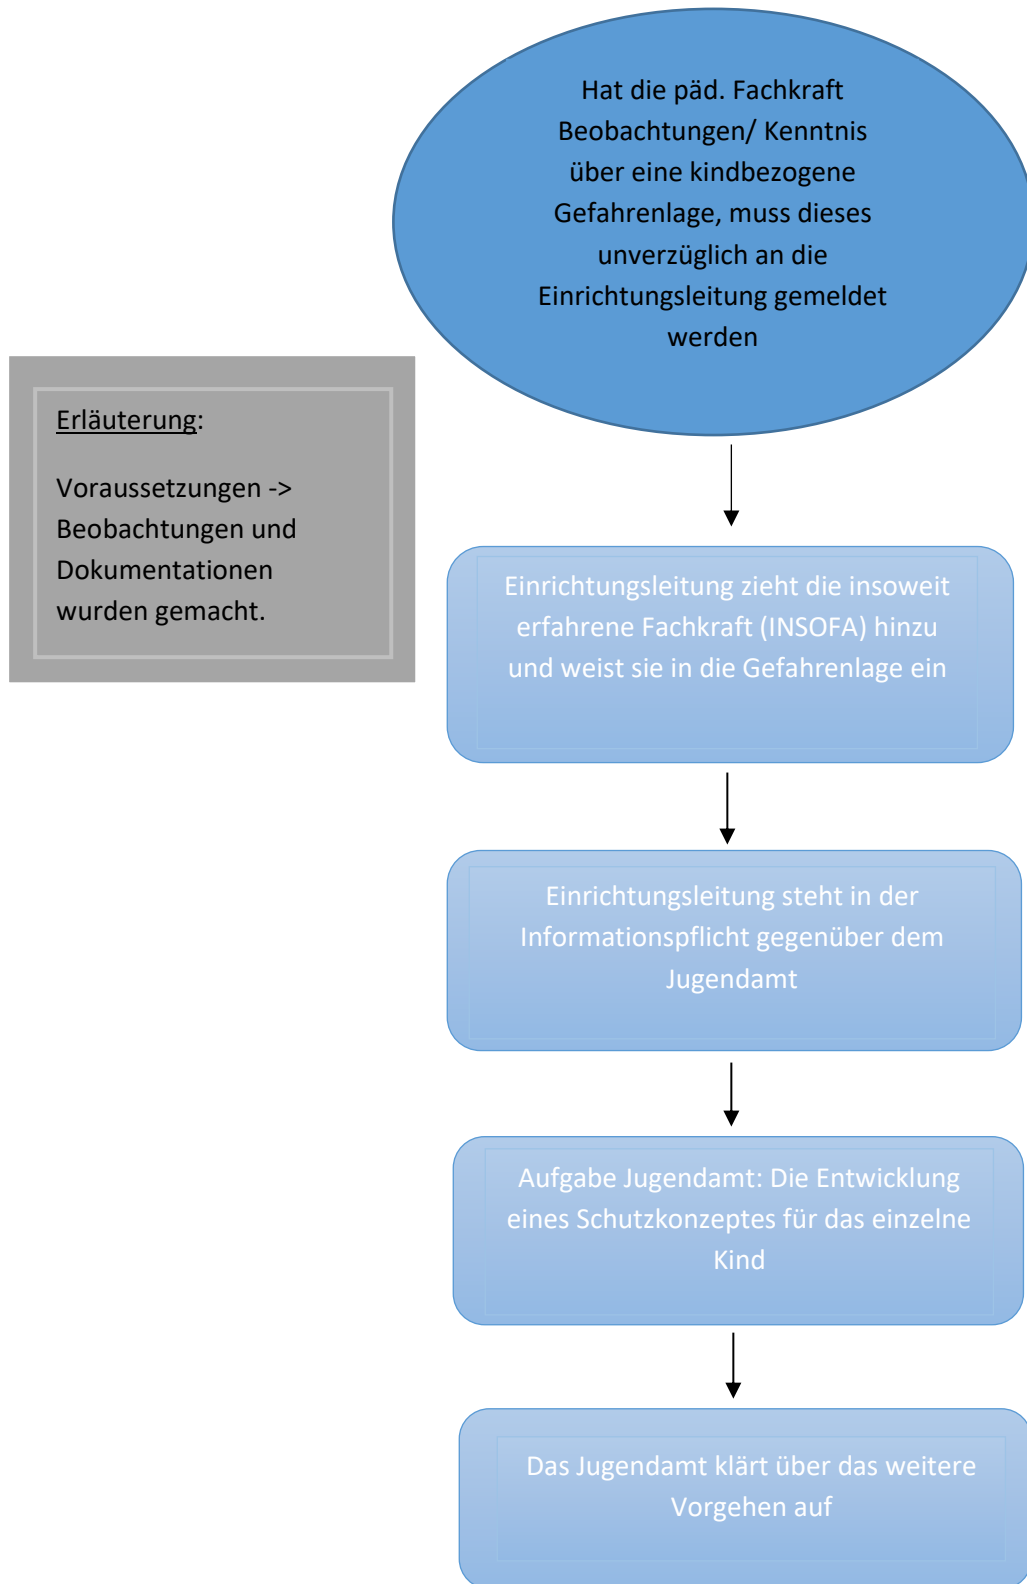 Hat die päd. Fachkraft
Beobachtungen/ Kenntnis
über eine kindbezogene
Gefahrenlage, muss dieses
unverzüglich an die
Einrichtungsleitung gemeldet
werden
Erläuterung:
Voraussetzungen ->
Beobachtungen und
Dokumentationen
wurden gemacht.
Einrichtungsleitung zieht die insoweit
erfahrene Fachkraft (INSOFA) hinzu
und weist sie in die Gefahrenlage ein
Einrichtungsleitung steht in der
Informationspflicht gegenüber dem
Jugendamt
Aufgabe Jugendamt: Die Entwicklung
eines Schutzkonzeptes für das einzelne
Kind
Das Jugendamt klärt über das weitere
Vorgehen auf